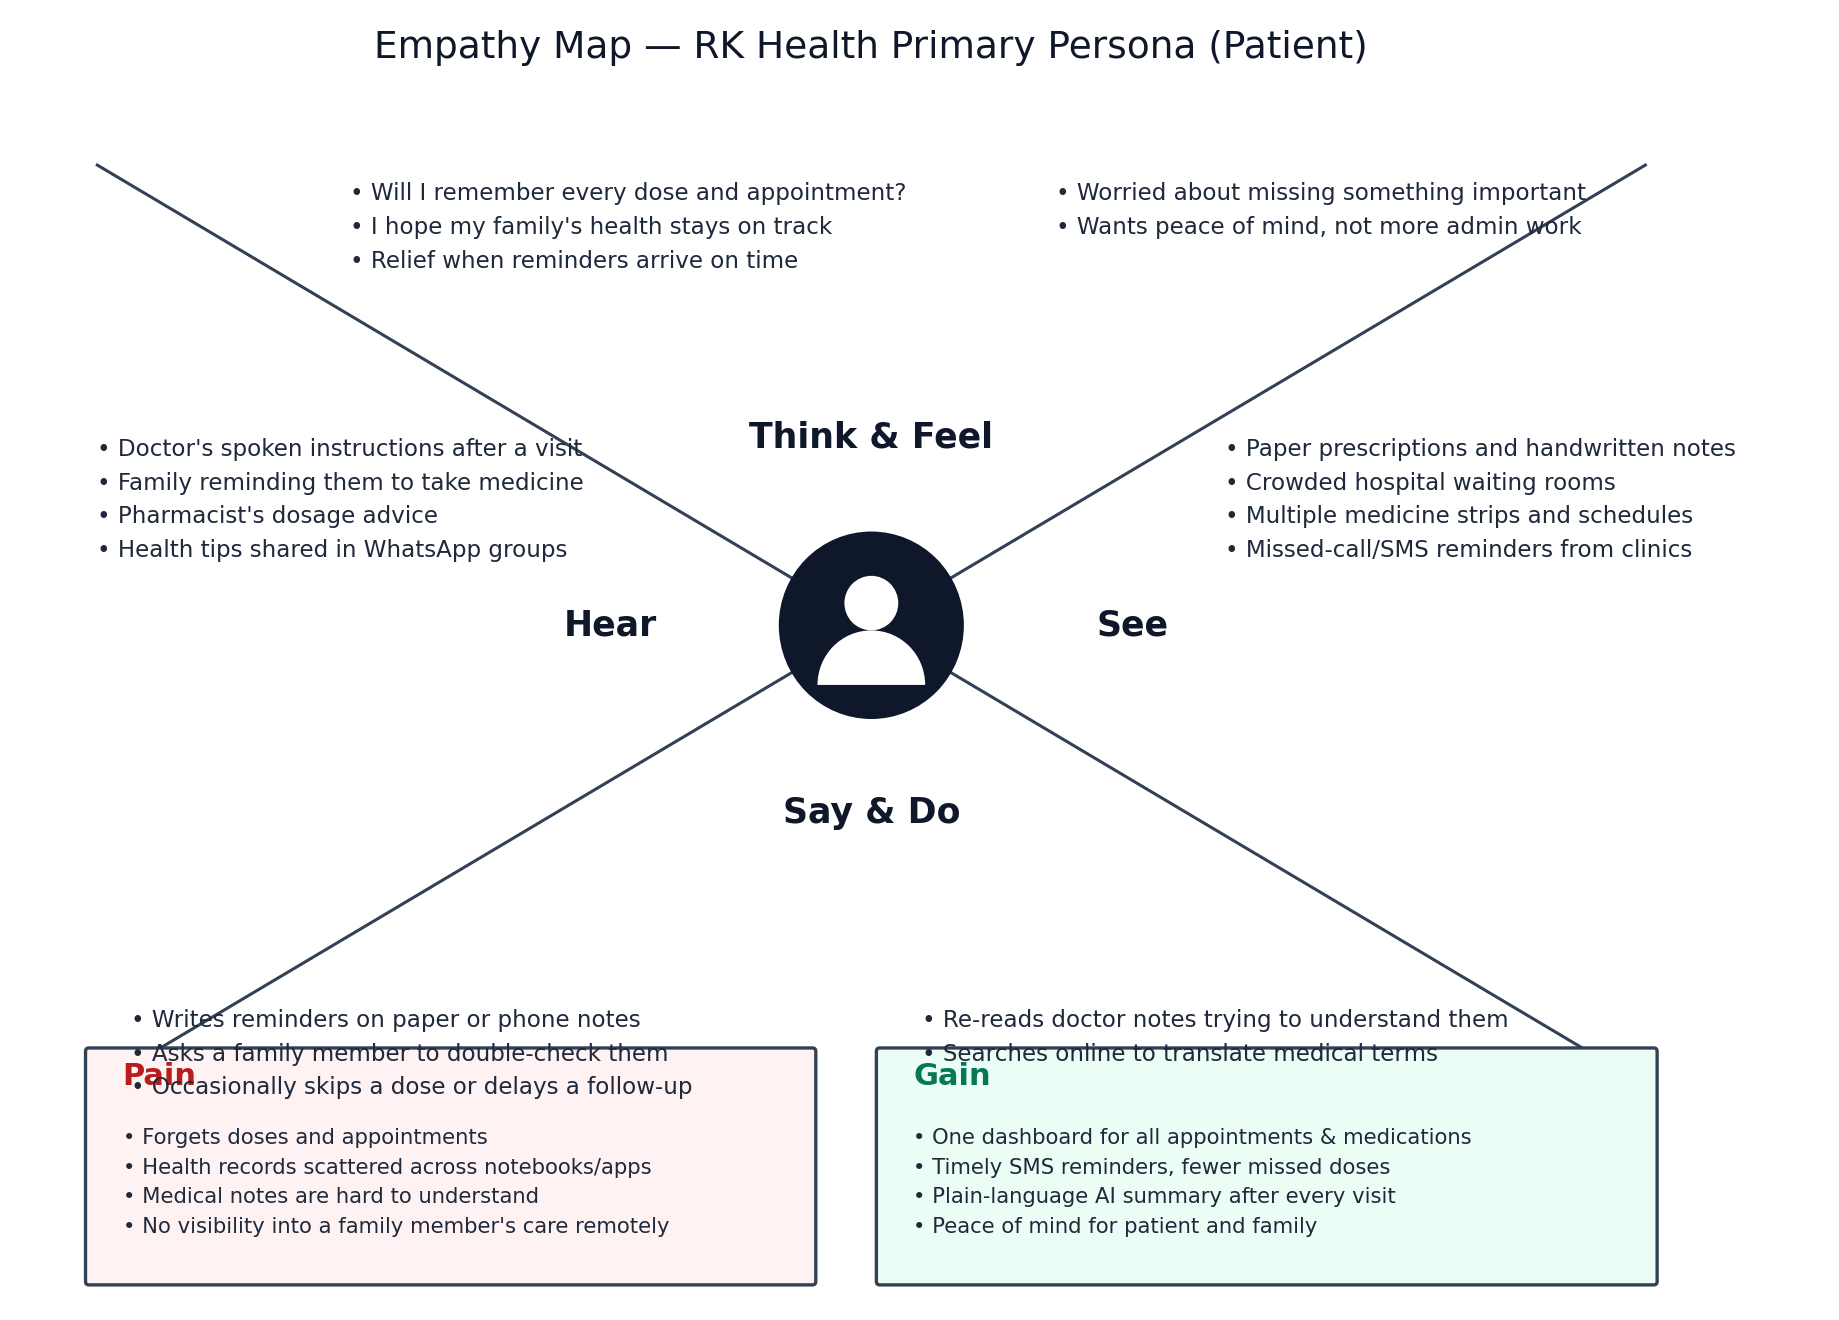 Empathy Map — RK Health Primary Persona (Patient)
• Will I remember every dose and appointment?
• I hope my family's health stays on track
• Relief when reminders arrive on time
• Worried about missing something important
• Wants peace of mind, not more admin work
Think & Feel
• Doctor's spoken instructions after a visit
• Family reminding them to take medicine
• Pharmacist's dosage advice
• Health tips shared in WhatsApp groups
Hear
• Paper prescriptions and handwritten notes
• Crowded hospital waiting rooms
• Multiple medicine strips and schedules
• Missed-call/SMS reminders from clinics
See
Say & Do
• Writes reminders on paper or phone notes
• Asks a family member to double-check them
• Occasionally skips a dose or delays a follow-up
• Re-reads doctor notes trying to understand them
• Searches online to translate medical terms
Pain
• Forgets doses and appointments
• Health records scattered across notebooks/apps
• Medical notes are hard to understand
• No visibility into a family member's care remotely
Gain
• One dashboard for all appointments & medications
• Timely SMS reminders, fewer missed doses
• Plain-language AI summary after every visit
• Peace of mind for patient and family